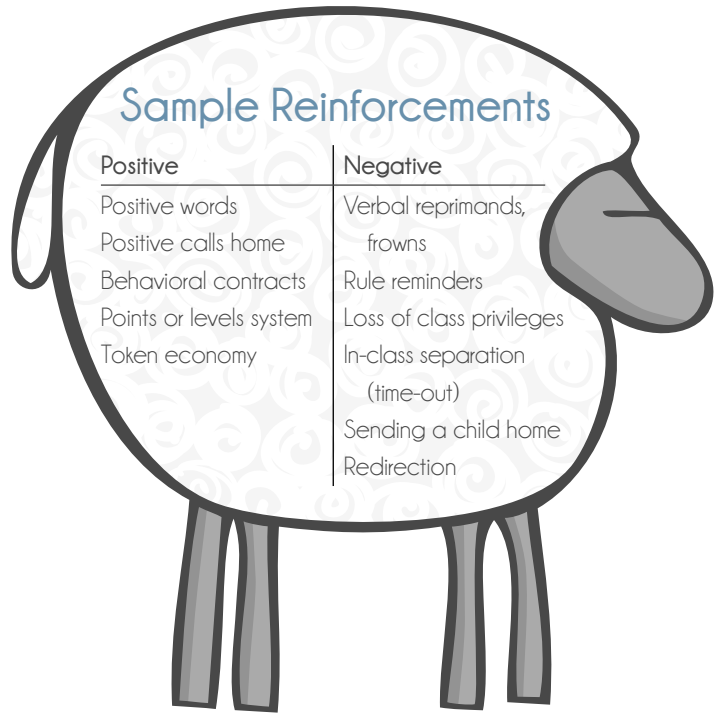 Sample Reinforcements
Positive
Positive words
Positive calls home
Behavioral contracts
Points or levels system
Token economy
Negative
Verbal reprimands,
frowns
Rule reminders
Loss of class privileges
In-class separation
(time-out)
Sending a child home
Redirection